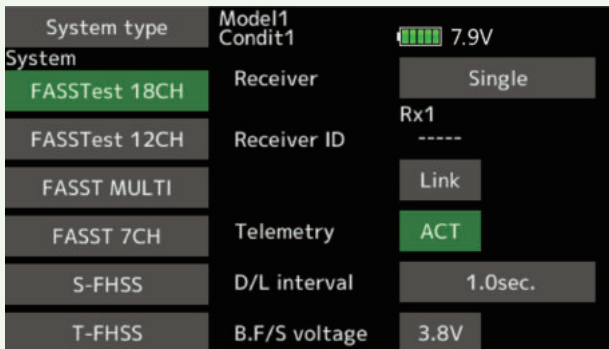 System type
Model1
Condit1
7.9V
System
FASSTest 18CH
Receiver
Single
Rx1
FASSTest 12CH
Receiver ID
-----
FASST MULTI
Link
FASST 7CH
Telemetry
ACT
S-FHSS
D/L interval
1.0sec.
T-FHSS
B.F/S voltage
3.8V